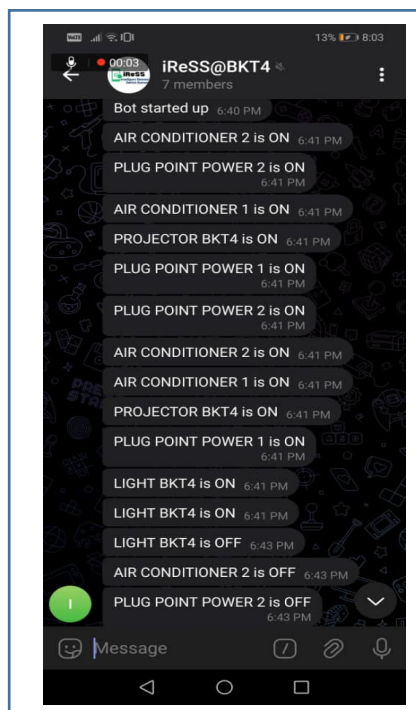 13% 8:03
00:03
iReSS@BKT4
iReSS
7 members
Bot started up 6:40 PM
AIR CONDITIONER 2 is ON 6:41 PM
PLUG POINT POWER 2 is ON
6:41 PM
AIR CONDITIONER 1 is ON 6:41 PM
PROJECTOR BKT4 is ON 6:41 PM
PLUG POINT POWER 1 is ON
6:41 PM
PLUG POINT POWER 2 is ON
6:41 PM
AIR CONDITIONER 2 is ON 6:41 PM
AIR CONDITIONER 1 is ON 6:41 PM
PROJECTOR BKT4 is ON 6:41 PM
PLUG POINT POWER 1 is ON
6:41 PM
LIGHT BKT4 is ON 6:41 PM
LIGHT BKT4 is ON 6:41 PM
LIGHT BKT4 is OFF 6:43 PM
AIR CONDITIONER 2 is OFF 6:43 PM
I
PLUG POINT POWER 2 is OFF
6:43 PM
Message